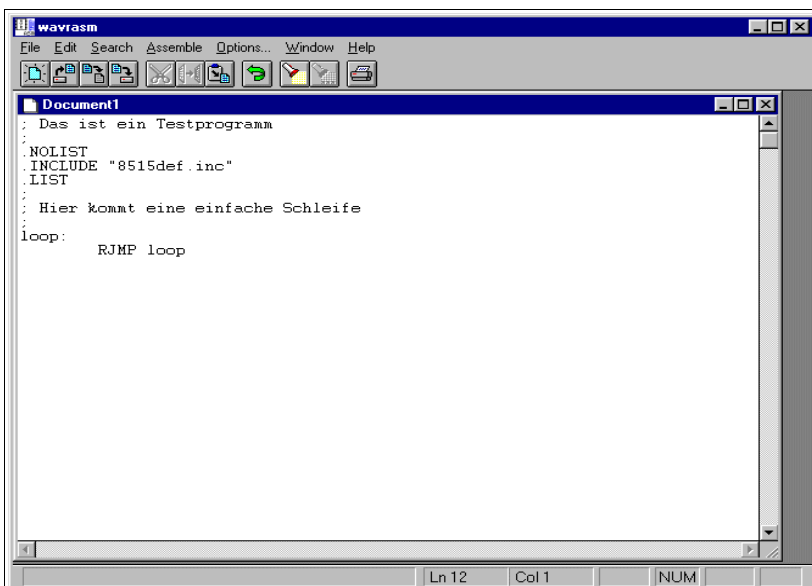 wavrasm
File Edit Search Assemble Options... Window Help
Document1
; Das ist ein Testprogramm
;
.NOLIST
.INCLUDE "8515def.inc"
.LIST
;
; Hier kommt eine einfache Schleife
;
loop:
RJMP loop
Ln 12 Col 1 NUM